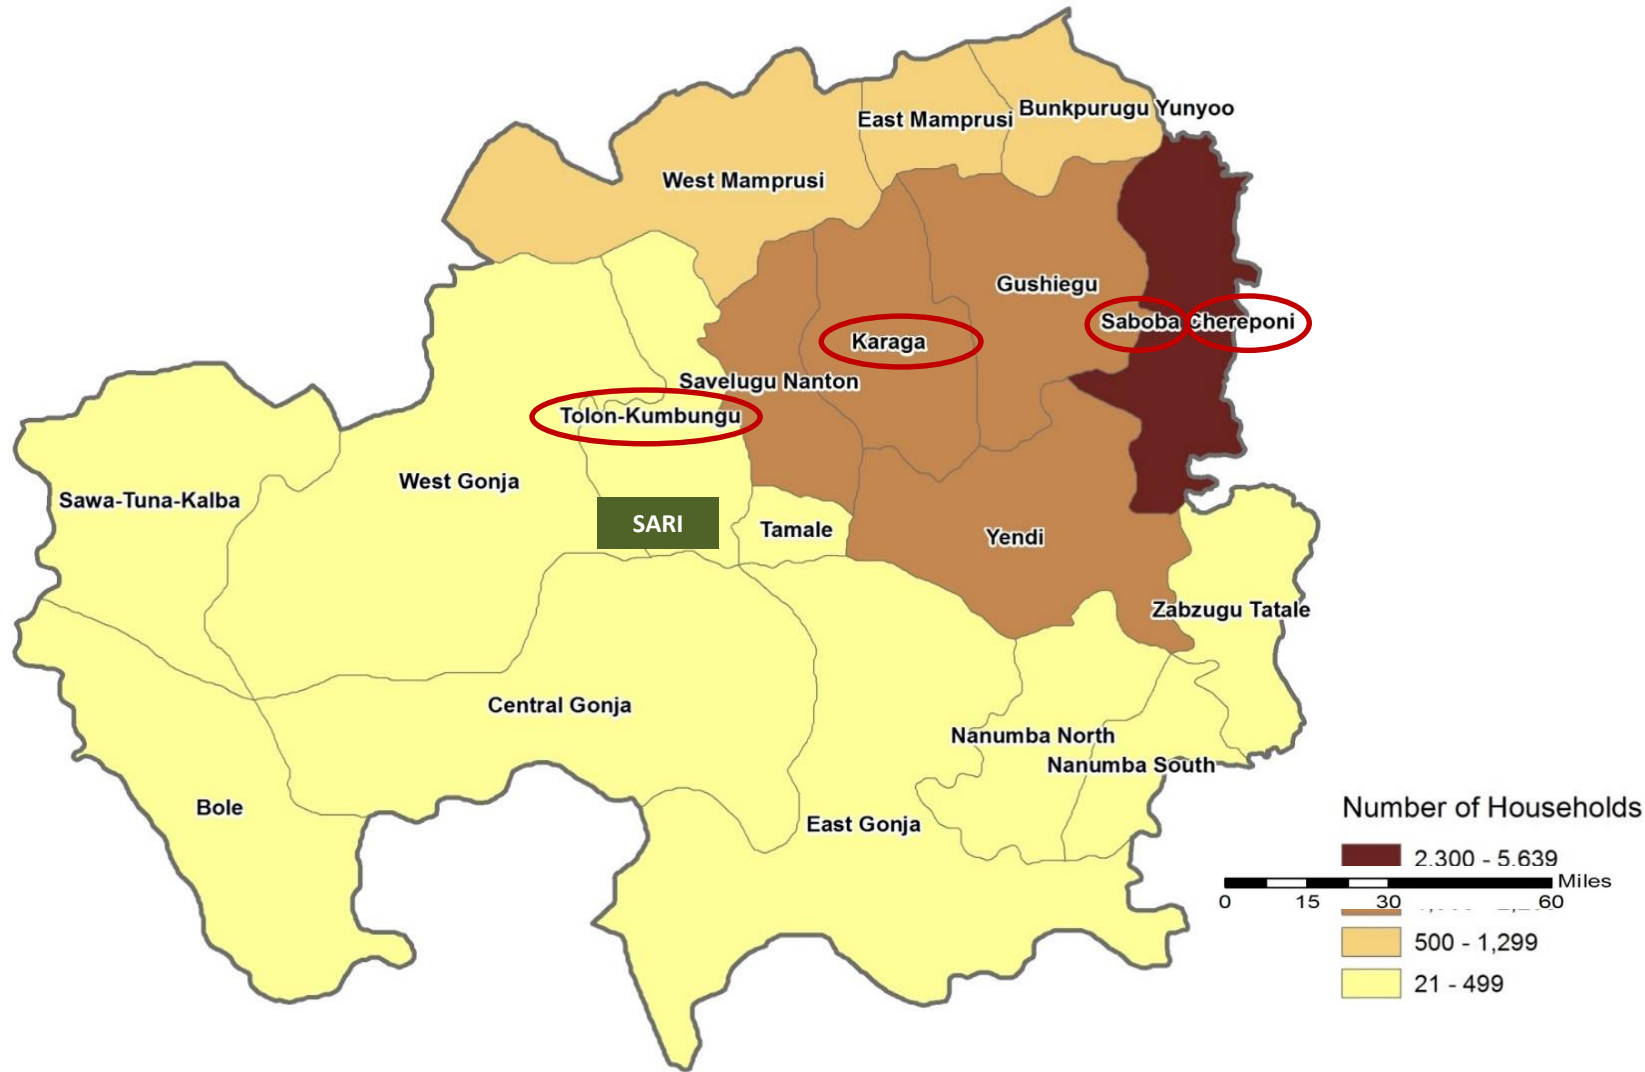 Bunkpurugu Yunyoo
East Mamprusi
West Mamprusi
Gushiegu
Saboba Chereponi
Karaga
Savelugu Nanton
Tolon-Kumbungu
West Gonja
Sawa-Tuna-Kalba
SARI
Tamale
Yendi
Zabzugu Tatale
Central Gonja
Nanumba North
Nanumba South
Bole
East Gonja
Number of Households
2,300 - 5,639
Miles
0 15 30 60
500 - 1,299
21 - 499